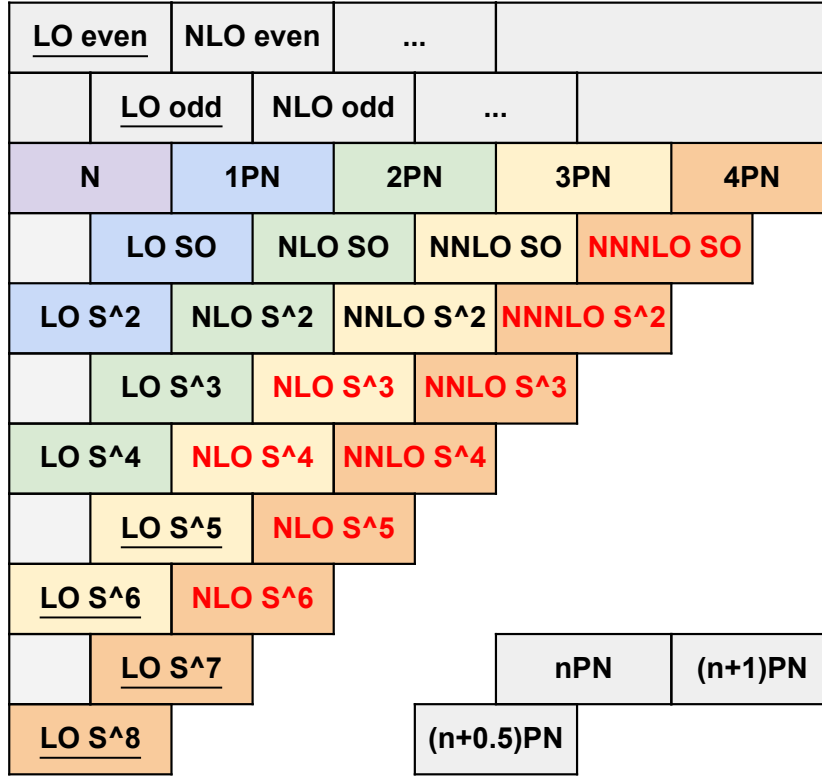 LO even NLO even ...
LO odd NLO odd ...
N 1PN 2PN 3PN 4PN
LO SO NLO SO NNLO SO NNNLO SO
LO S^2 NLO S^2 NNLO S^2 NNNLO S^2
LO S^3 NLO S^3 NNLO S^3
LO S^4 NLO S^4 NNLO S^4
LO S^5 NLO S^5
LO S^6 NLO S^6
LO S^7 nPN (n+1)PN
LO S^8 (n+0.5)PN